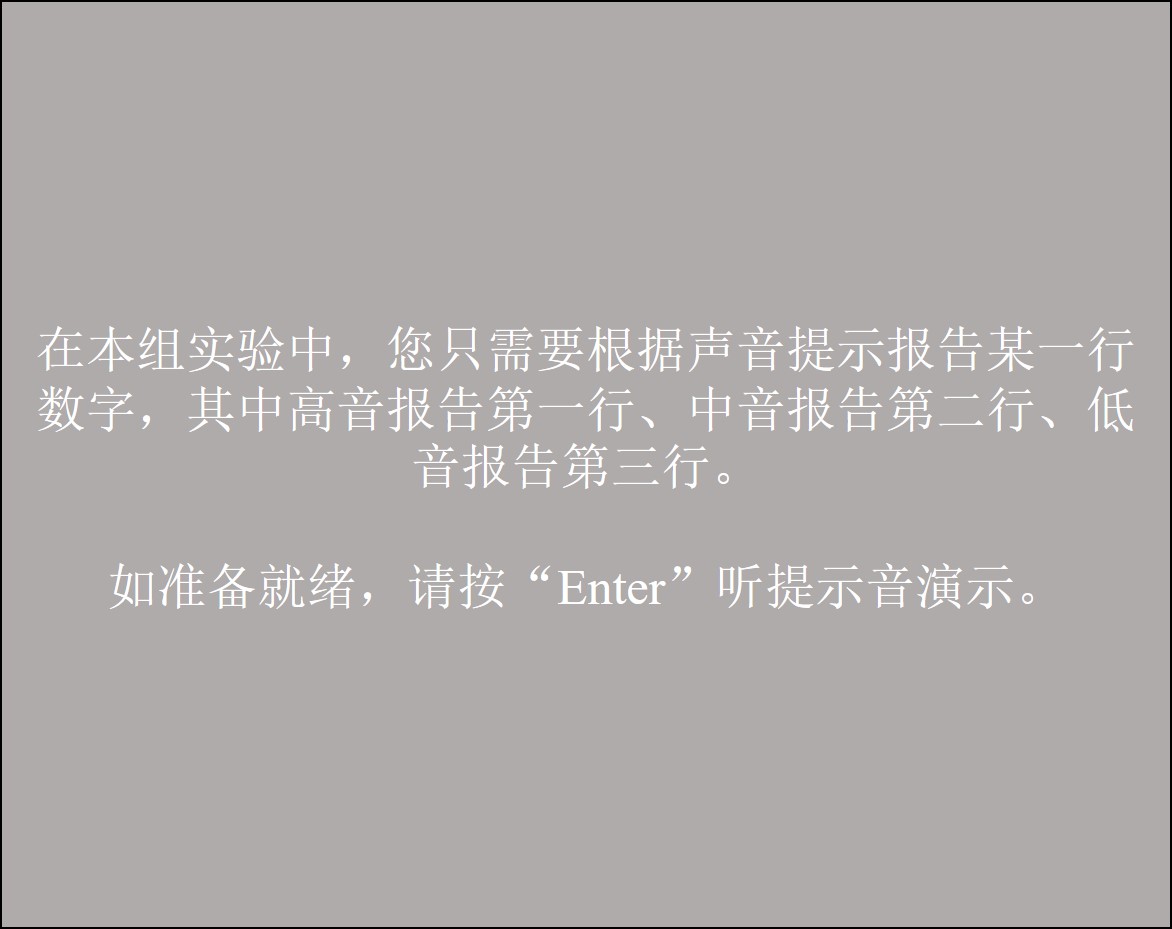 在本组实验中，您只需要根据声音提示报告某一行
数字，其中高音报告第一行、中音报告第二行、低
音报告第三行。
如准备就绪，请按“Enter”听提示音演示。